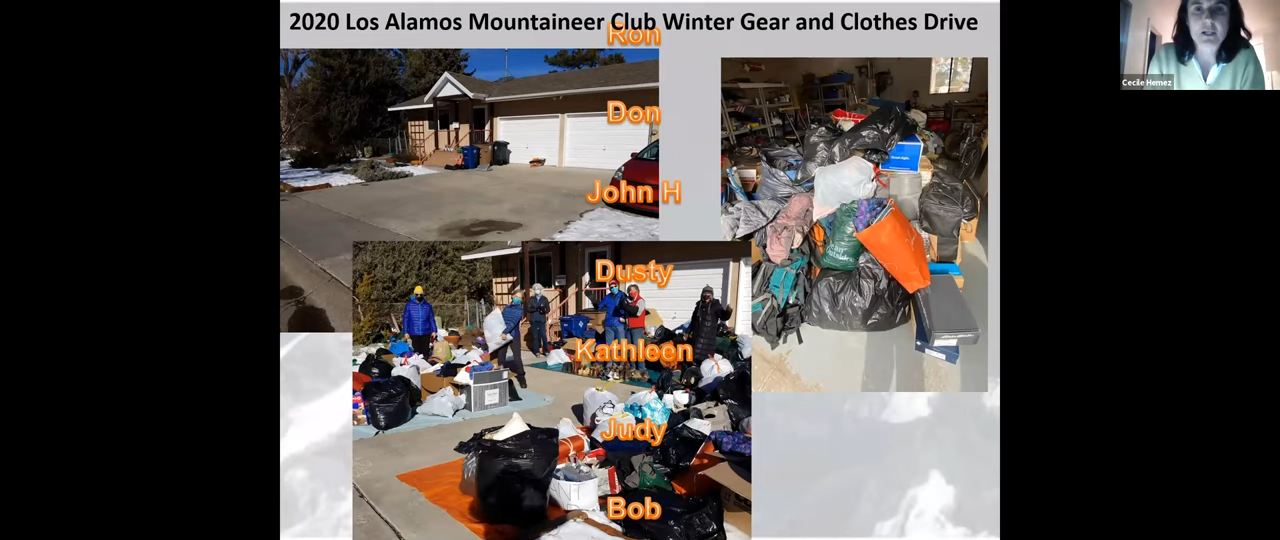 2020 Los Alamos Mountaineer Club Winter Gear and Clothes Drive
Ron
Don
John H
Dusty
Kathleen
Judy
Bob
Cecile Hemez